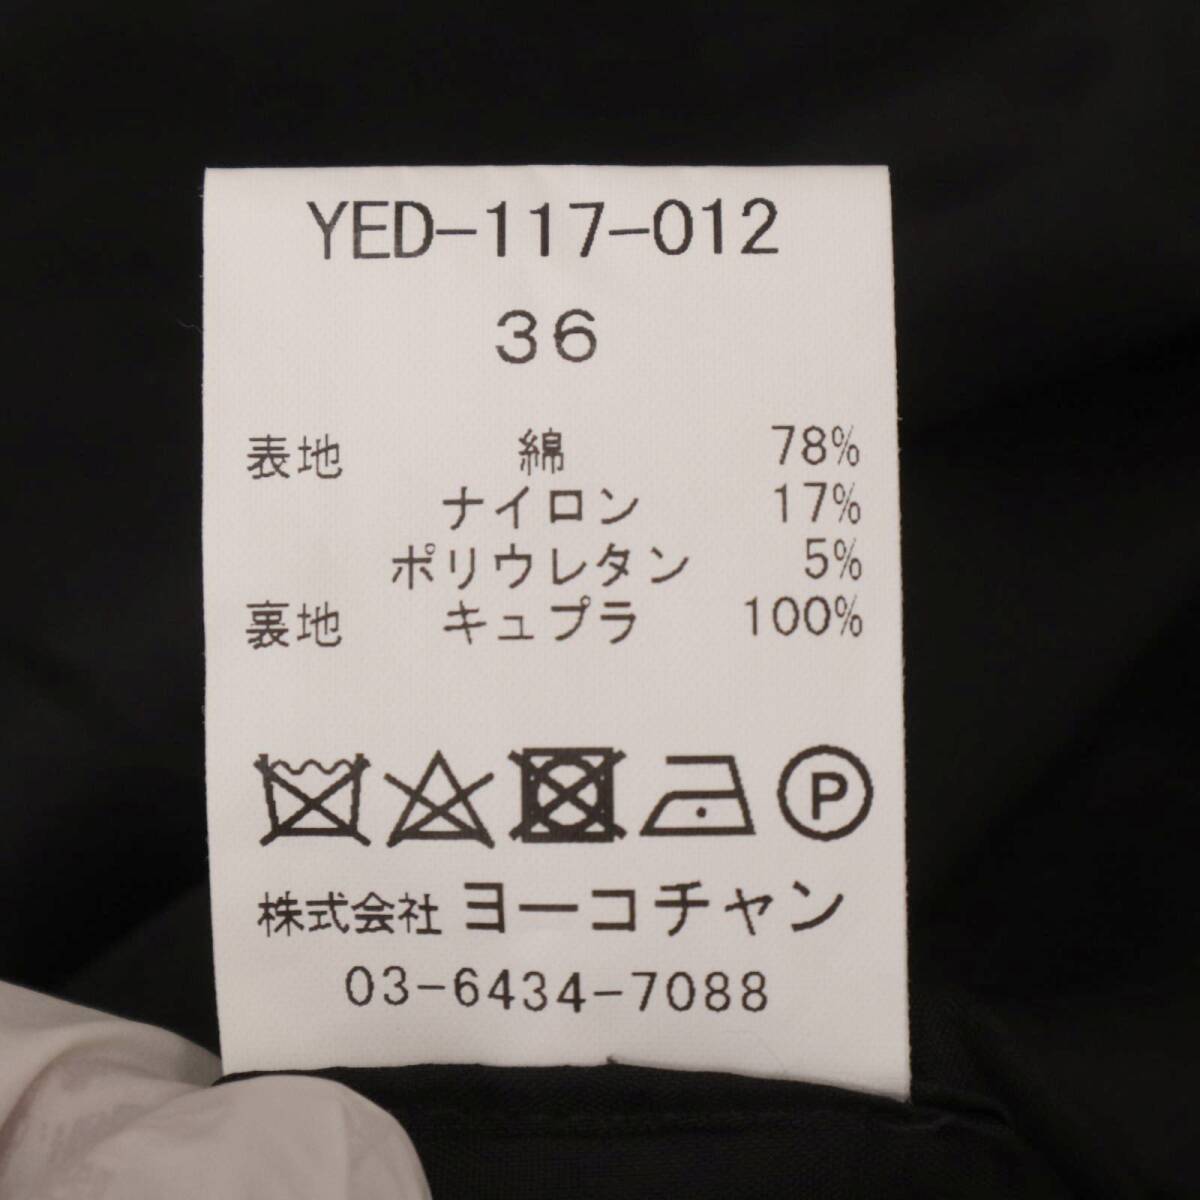 YED-117-012
36
表地 綿 78%
ナイロン 17%
ポリウレタン 5%
裏地 キュプラ 100%
P
株式会社 ヨーコチャン
03-6434-7088